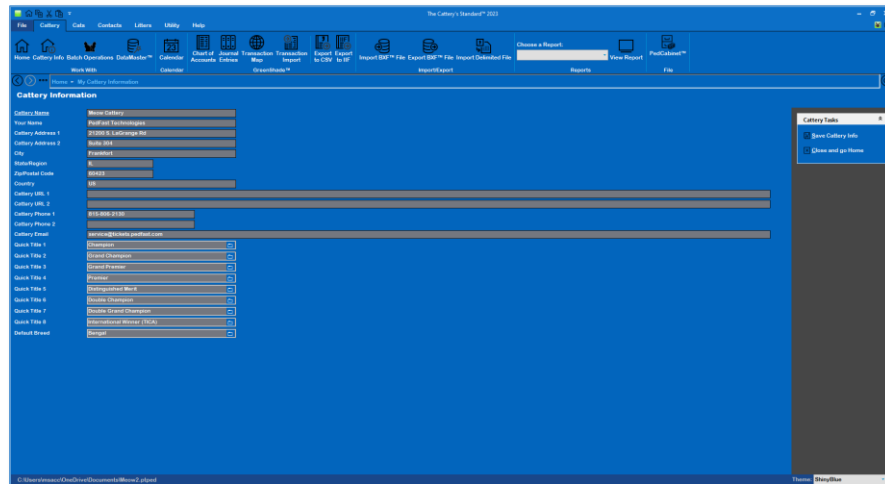 The Cattery's Standard™ 2023
File Cattery Cats Contacts Litters Utility Help
Home Cattery Info Batch Operations DataMaster™ Calendar Chart of Accounts Journal Entries Transaction Map Transaction Import Export to CSV Export to IIF Import BXF™ File Export BXF™ File Import Delimited File Choose a Report: View Report PedCabinet™
Work With Calendar GreenShade™ Import/Export Reports File
Home My Cattery Information
Cattery Information
Cattery Name Meow Cattery
Your Name PedFast Technologies
Cattery Address 1 21200 S. LaGrange Rd
Cattery Address 2 Suite 304
City Frankfort
State/Region IL
Zip/Postal Code 60423
Country US
Cattery URL 1
Cattery URL 2
Cattery Phone 1 815-806-2130
Cattery Phone 2
Cattery Email service@tickets.pedfast.com
Quick Title 1 Champion
Quick Title 2 Grand Champion
Quick Title 3 Grand Premier
Quick Title 4 Premier
Quick Title 5 Distinguished Merit
Quick Title 6 Double Champion
Quick Title 7 Double Grand Champion
Quick Title 8 International Winner (TICA)
Default Breed Bengal
Cattery Tasks
Save Cattery Info
Close and go Home
C:\Users\msacc\OneDrive\Documents\Meow2.ptped
Theme: ShinyBlue